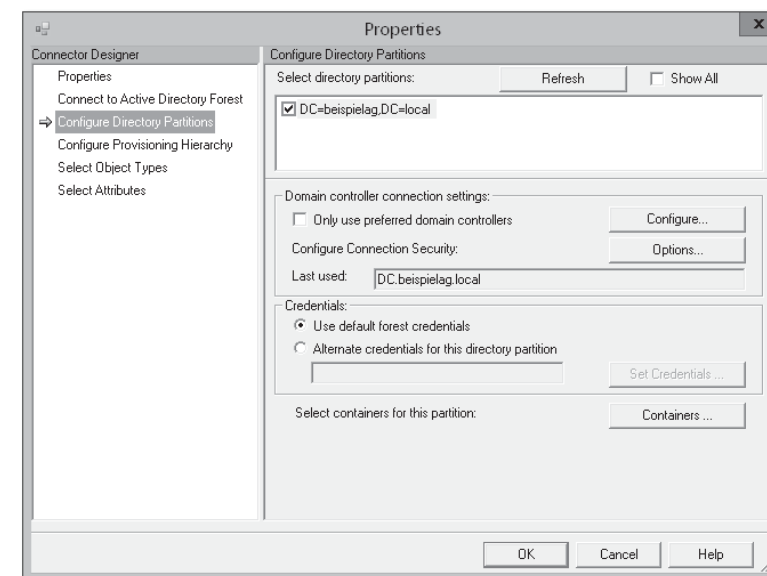 Properties
x
Connector Designer
Properties
Connect to Active Directory Forest
Configure Directory Partitions
Configure Provisioning Hierarchy
Select Object Types
Select Attributes
Configure Directory Partitions
Select directory partitions:
Refresh
Show All
DC=beispielag,DC=local
Domain controller connection settings:
Only use preferred domain controllers
Configure...
Configure Connection Security:
Options...
Last used:
DC.beispielag.local
Credentials:
Use default forest credentials
Alternate credentials for this directory partition
Set Credentials ...
Select containers for this partition:
Containers ...
OK
Cancel
Help